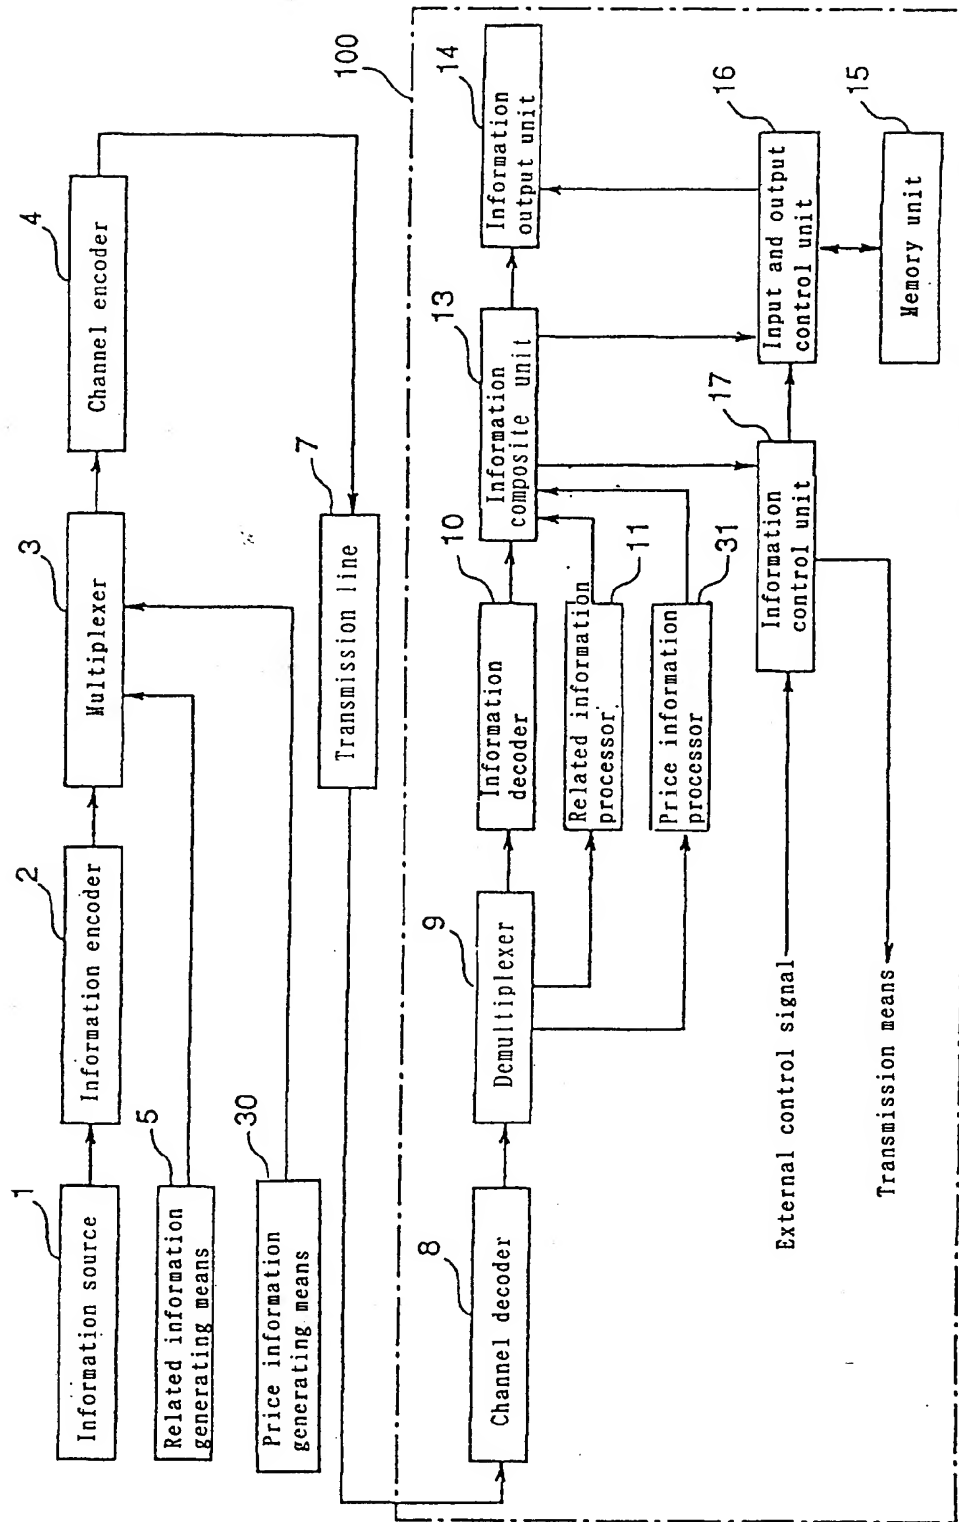 1
Information source
2
Information encoder
3
Multiplexer
4
Channel encoder
5
Related information
generating means
30
Price information
generating means
7
Transmission line
100
8
Channel decoder
9
Demultiplexer
10
Information
decoder
11
Related information
processor
31
Price information
processor
13
Information
composite unit
14
Information
output unit
17
Information
control unit
16
Input and output
control unit
15
Memory unit
External control signal
Transmission means